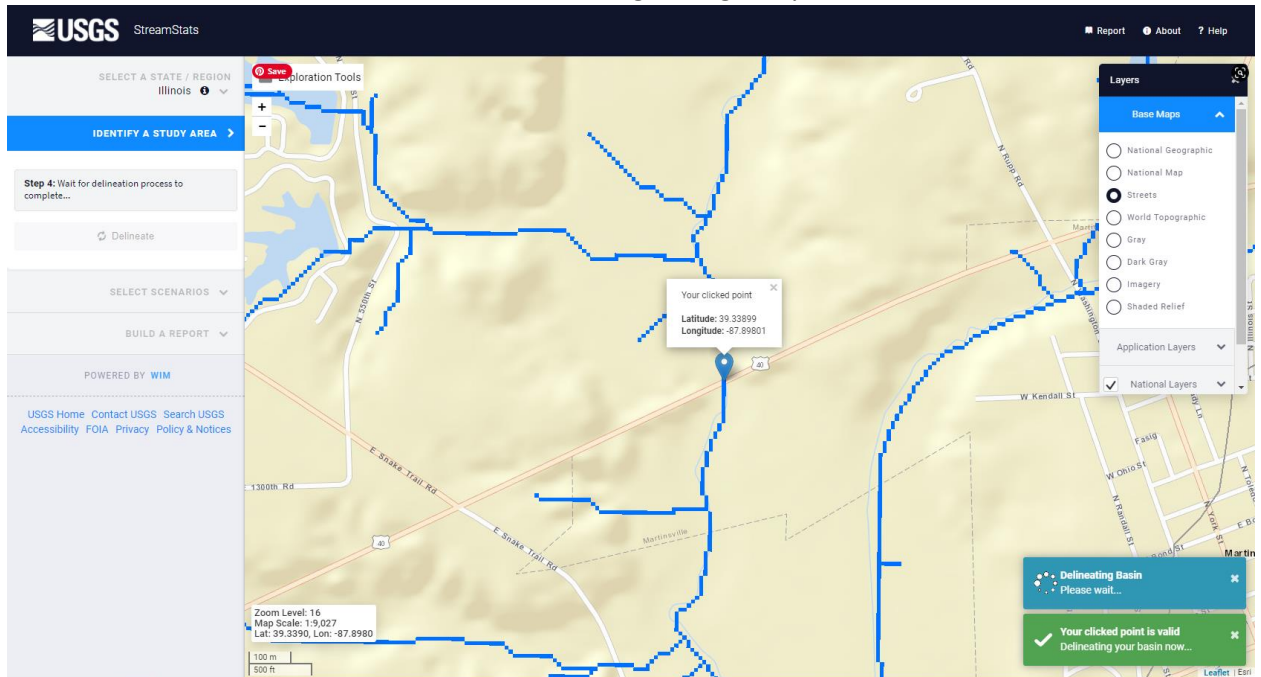 USGS StreamStats
Report About ? Help
SELECT A STATE / REGION
Illinois
IDENTIFY A STUDY AREA
Step 4: Wait for delineation process to
complete...
Delineate
SELECT SCENARIOS
BUILD A REPORT
POWERED BY WIM
USGS Home Contact USGS Search USGS
Accessibility FOIA Privacy Policy & Notices
Save
Exploration Tools
+
−
St
Rd
N Rupp Rd
N 550th St
Your clicked point
Latitude: 39.33899
Longitude: -87.89801
40
E Snake Trail Rd
1300th Rd
E Snake Trail Rd
40
Martinsville
Zoom Level: 16
Map Scale: 1:9,027
Lat: 39.3390, Lon: -87.8980
100 m
500 ft
Layers
Base Maps
National Geographic
National Map
Streets
World Topographic
Gray
Dark Gray
Imagery
Shaded Relief
Application Layers
National Layers
N Washington
W Kendall St
Fasig
W Ohio St
N Randall St
N York St
Martin
Delineating Basin
Please wait...
Your clicked point is valid
Delineating your basin now...
Leaflet | Esri